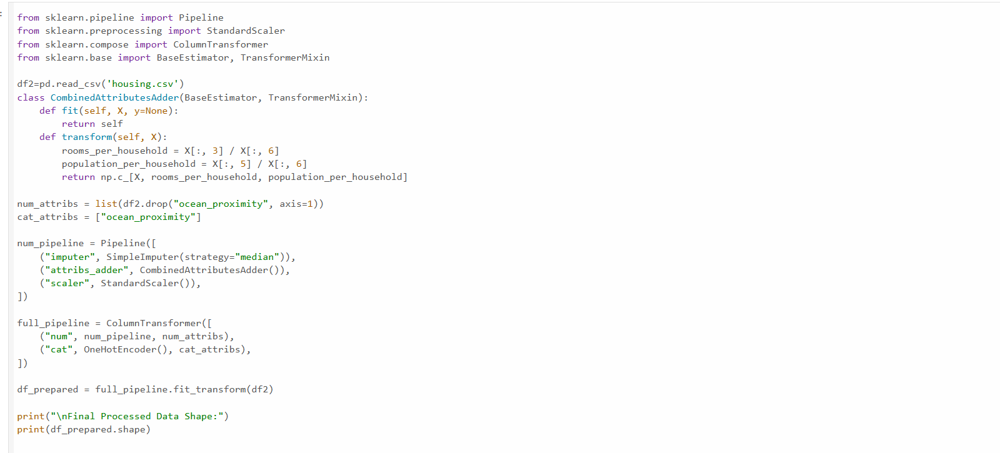 :
from sklearn.pipeline import Pipeline
from sklearn.preprocessing import StandardScaler
from sklearn.compose import ColumnTransformer
from sklearn.base import BaseEstimator, TransformerMixin

df2=pd.read_csv('housing.csv')
class CombinedAttributesAdder(BaseEstimator, TransformerMixin):
    def fit(self, X, y=None):
        return self
    def transform(self, X):
        rooms_per_household = X[:, 3] / X[:, 6]
        population_per_household = X[:, 5] / X[:, 6]
        return np.c_[X, rooms_per_household, population_per_household]

num_attribs = list(df2.drop("ocean_proximity", axis=1))
cat_attribs = ["ocean_proximity"]

num_pipeline = Pipeline([
    ("imputer", SimpleImputer(strategy="median")),
    ("attribs_adder", CombinedAttributesAdder()),
    ("scaler", StandardScaler()),
])

full_pipeline = ColumnTransformer([
    ("num", num_pipeline, num_attribs),
    ("cat", OneHotEncoder(), cat_attribs),
])

df_prepared = full_pipeline.fit_transform(df2)

print("\nFinal Processed Data Shape:")
print(df_prepared.shape)